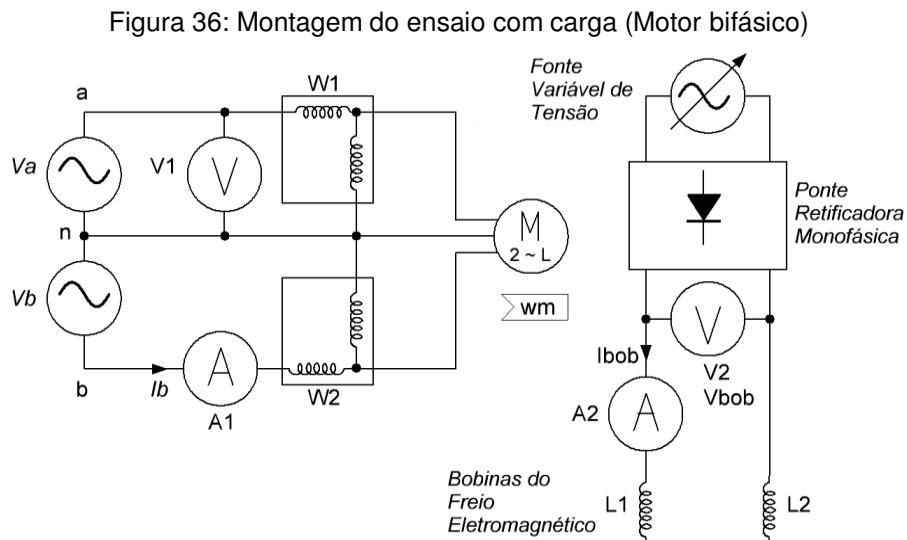 Figura 36: Montagem do ensaio com carga (Motor bifásico)
a
Va
n
Vb
b
Ib
A
A1
V1
V
W1
W2
M
2 ~ L
wm
Fonte
Variável de
Tensão
Ponte
Retificadora
Monofásica
Ibob
V
V2
Vbob
A2
A
Bobinas do
Freio
Eletromagnético
L1
L2